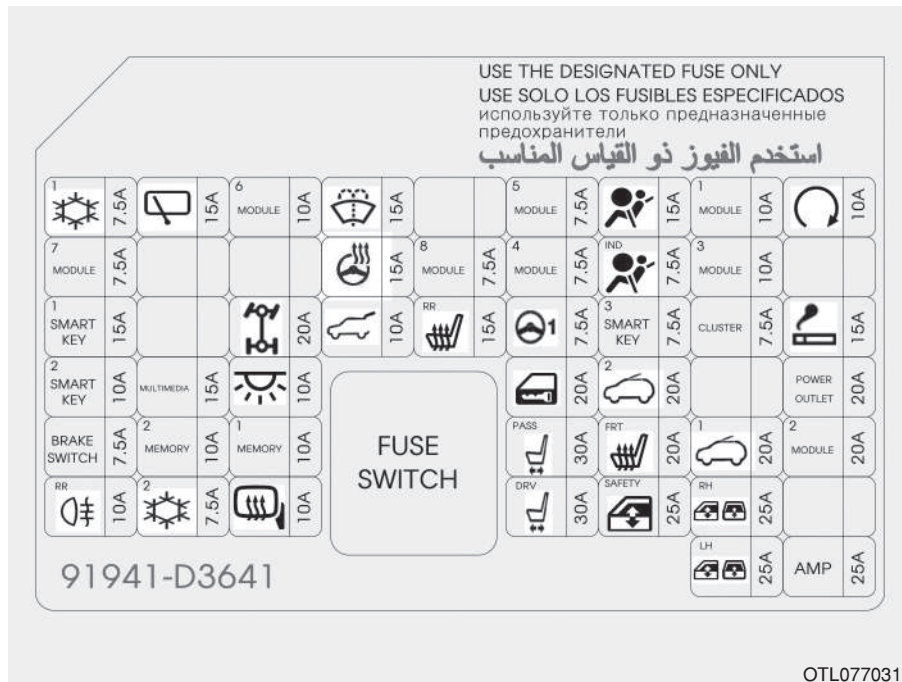 USE THE DESIGNATED FUSE ONLY
USE SOLO LOS FUSIBLES ESPECIFICADOS
используйте только предназначенные
предохранители
استخدم الفيوز ذو القياس المناسب
1 7.5A 15A 6 MODULE 10A 15A 5 MODULE 7.5A 15A 1 MODULE 10A 10A
7 MODULE 7.5A 15A 8 MODULE 7.5A 4 MODULE 7.5A IND 7.5A 3 MODULE 10A
1 SMART KEY 15A 20A 10A RR 15A 1 7.5A 3 SMART KEY 7.5A CLUSTER 7.5A 15A
2 SMART KEY 10A MULTIMEDIA 15A 10A 20A 2 20A POWER OUTLET 20A
BRAKE SWITCH 7.5A 2 MEMORY 10A 1 MEMORY 10A FUSE SWITCH PASS 30A FRT 20A 1 20A 2 MODULE 20A
RR 10A 2 7.5A 10A DRV 30A SAFETY 25A RH 25A
91941-D3641 LH 25A AMP 25A
OTL077031